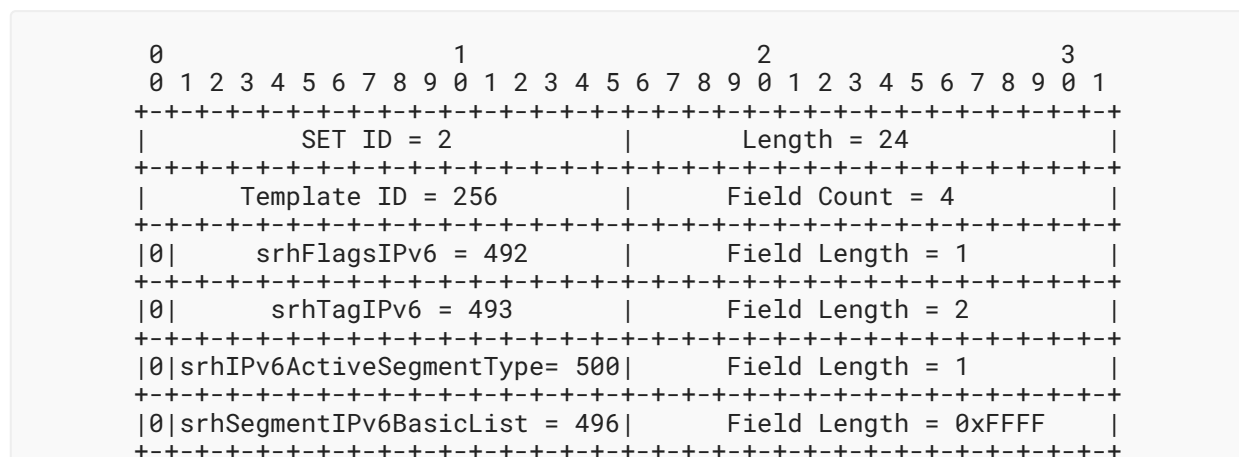 0                   1                   2                   3
 0 1 2 3 4 5 6 7 8 9 0 1 2 3 4 5 6 7 8 9 0 1 2 3 4 5 6 7 8 9 0 1
+-+-+-+-+-+-+-+-+-+-+-+-+-+-+-+-+-+-+-+-+-+-+-+-+-+-+-+-+-+-+-+-+
|          SET ID = 2           |       Length = 24             |
+-+-+-+-+-+-+-+-+-+-+-+-+-+-+-+-+-+-+-+-+-+-+-+-+-+-+-+-+-+-+-+-+
|      Template ID = 256        |      Field Count = 4          |
+-+-+-+-+-+-+-+-+-+-+-+-+-+-+-+-+-+-+-+-+-+-+-+-+-+-+-+-+-+-+-+-+
|0|     srhFlagsIPv6 = 492      |      Field Length = 1         |
+-+-+-+-+-+-+-+-+-+-+-+-+-+-+-+-+-+-+-+-+-+-+-+-+-+-+-+-+-+-+-+-+
|0|      srhTagIPv6 = 493       |      Field Length = 2         |
+-+-+-+-+-+-+-+-+-+-+-+-+-+-+-+-+-+-+-+-+-+-+-+-+-+-+-+-+-+-+-+-+
|0|srhIPv6ActiveSegmentType= 500|      Field Length = 1         |
+-+-+-+-+-+-+-+-+-+-+-+-+-+-+-+-+-+-+-+-+-+-+-+-+-+-+-+-+-+-+-+-+
|0|srhSegmentIPv6BasicList = 496|      Field Length = 0xFFFF    |
+-+-+-+-+-+-+-+-+-+-+-+-+-+-+-+-+-+-+-+-+-+-+-+-+-+-+-+-+-+-+-+-+